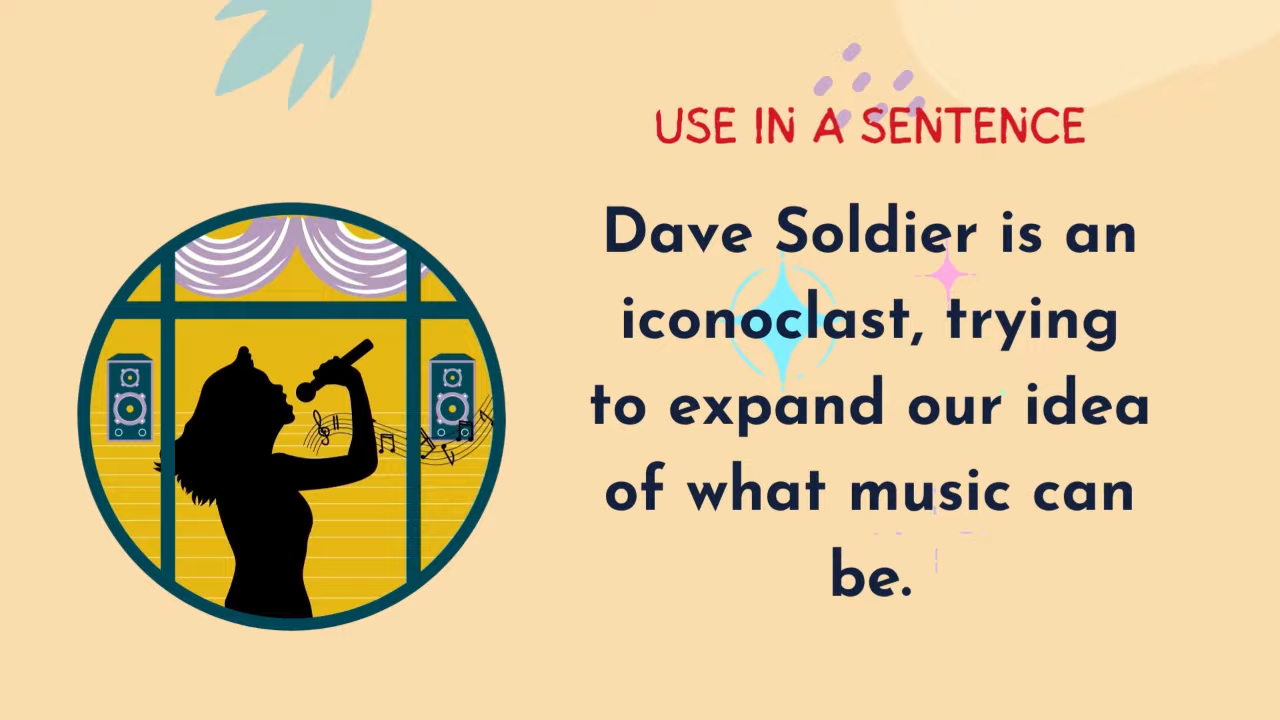 USE IN A SENTENCE
Dave Soldier is an
iconoclast, trying
to expand our idea
of what music can
be.